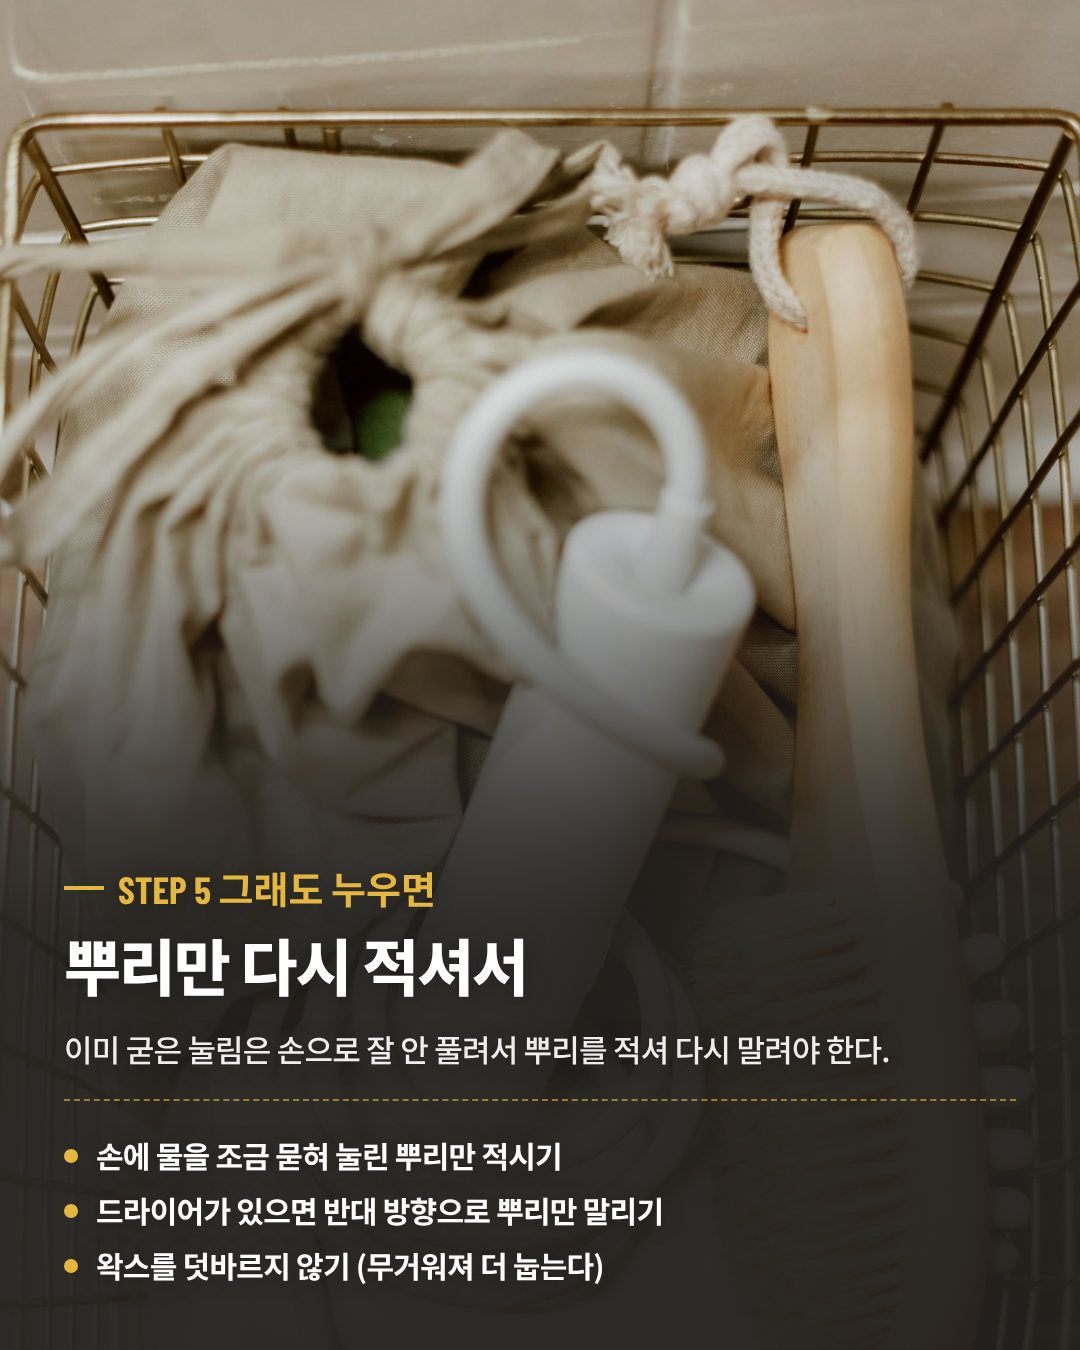 STEP 5 그래도 누우면
뿌리만 다시 적셔서
이미 굳은 눌림은 손으로 잘 안 풀려서 뿌리를 적셔 다시 말려야 한다.
손에 물을 조금 묻혀 눌린 뿌리만 적시기
드라이어가 있으면 반대 방향으로 뿌리만 말리기
왁스를 덧바르지 않기 (무거워져 더 눕는다)